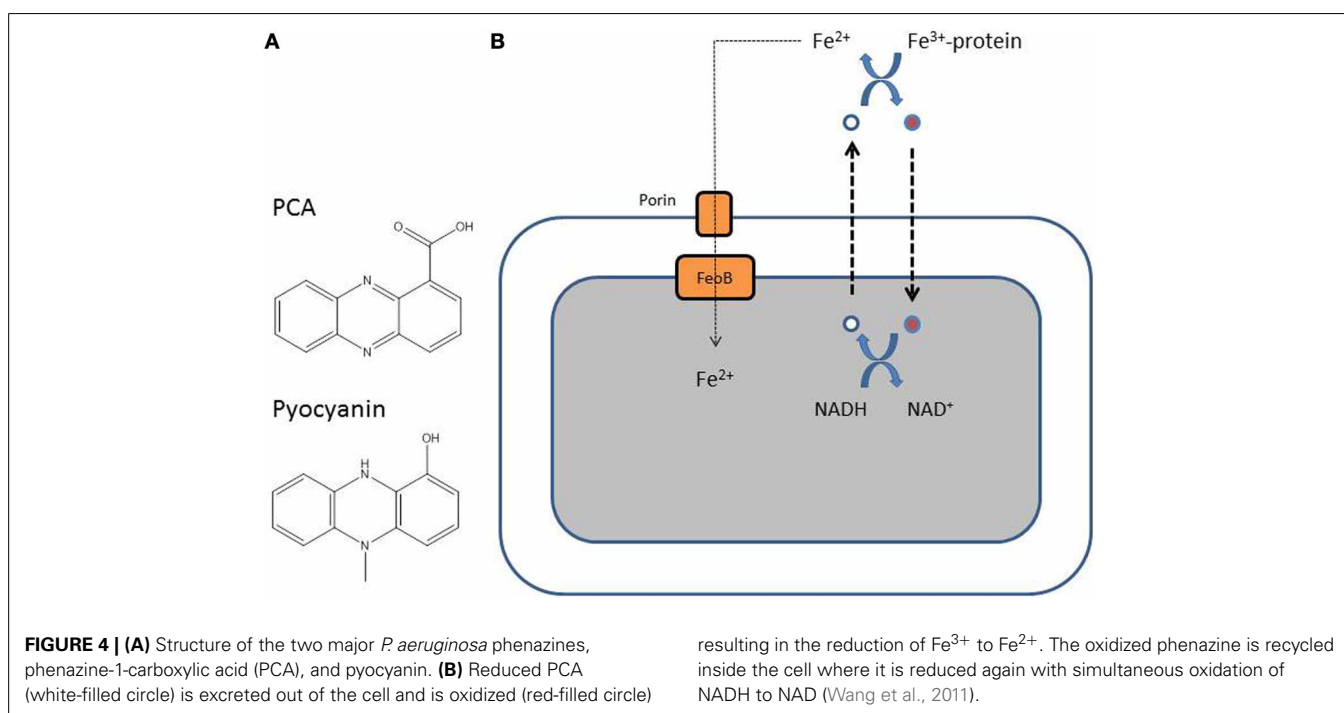 A
B
Fe²⁺ Fe³⁺-protein
PCA
O
OH
N
N
Porin
FeoB
Fe²⁺
NADH NAD⁺
Pyocyanin
OH
H
N
N
FIGURE 4 | (A) Structure of the two major P. aeruginosa phenazines,
phenazine-1-carboxylic acid (PCA), and pyocyanin. (B) Reduced PCA
(white-filled circle) is excreted out of the cell and is oxidized (red-filled circle)
resulting in the reduction of Fe³⁺ to Fe²⁺. The oxidized phenazine is recycled
inside the cell where it is reduced again with simultaneous oxidation of
NADH to NAD (Wang et al., 2011).